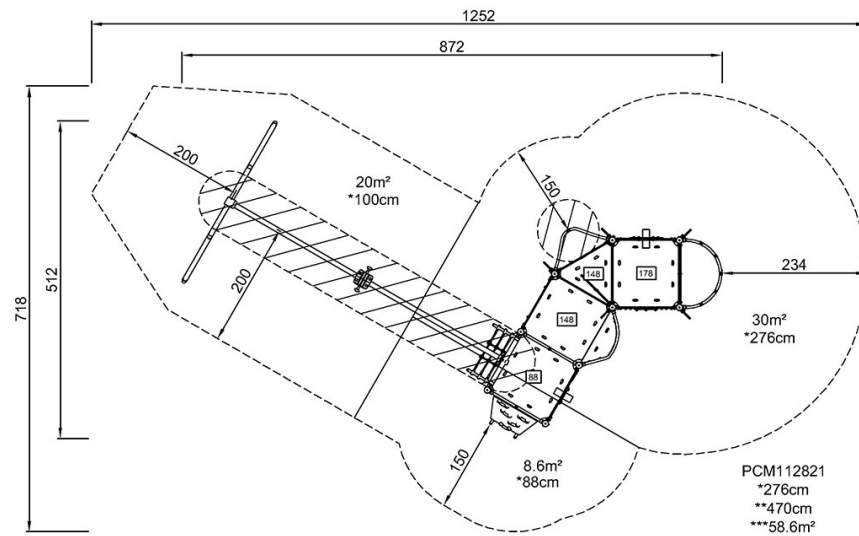 1252
872
200
20m²
*100cm
150
512
718
148
178
234
200
148
30m²
*276cm
88
150
8.6m²
*88cm
PCM112821
*276cm
**470cm
***58.6m²